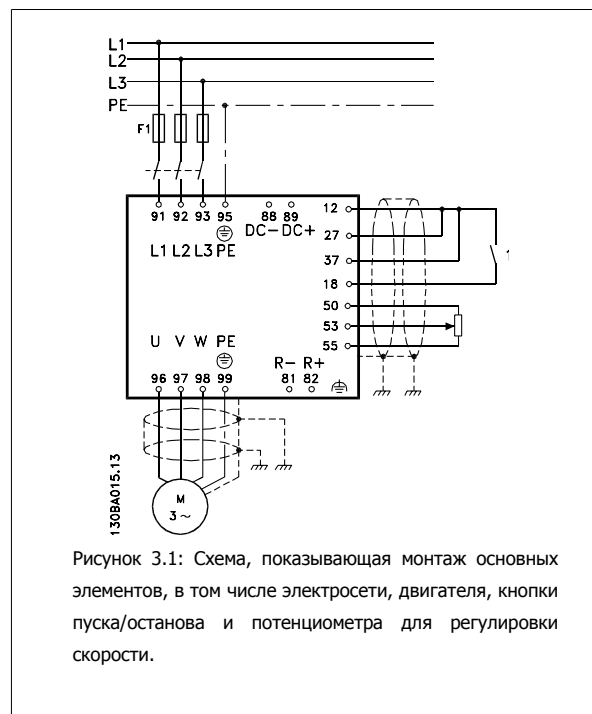 L1
L2
L3
PE
F1
91 92 93 95 88 89
DC- DC+
L1 L2 L3 PE
12
27
37
18
50
53
55
1
U V W PE
R- R+
96 97 98 99 81 82
M
3~
130BA015.13
Рисунок 3.1: Схема, показывающая монтаж основных
элементов, в том числе электросети, двигателя, кнопки
пуска/останова и потенциометра для регулировки
скорости.